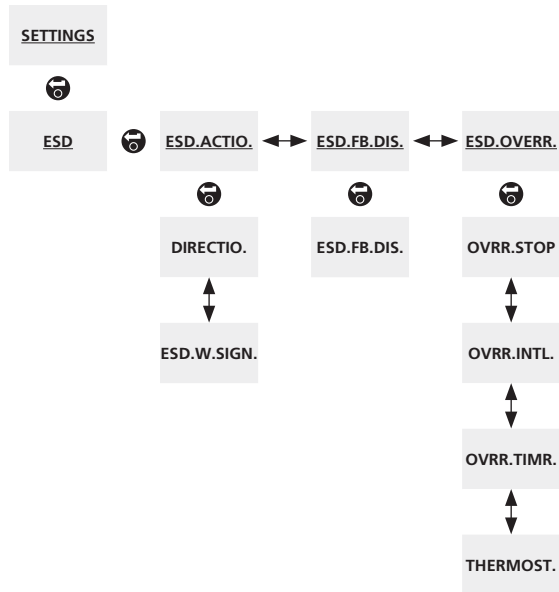 SETTINGS
ESD
ESD.ACTIO.
ESD.FB.DIS.
ESD.OVERR.
DIRECTIO.
ESD.FB.DIS.
OVRR.STOP
ESD.W.SIGN.
OVRR.INTL.
OVRR.TIMR.
THERMOST.